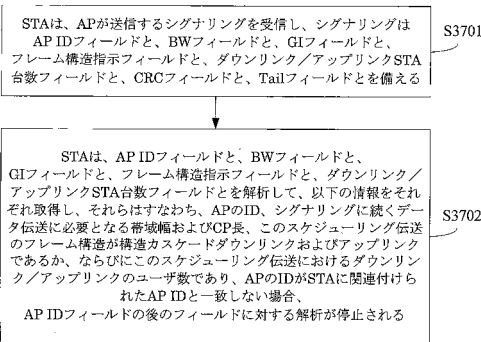 STAは、APが送信するシグナリングを受信し、シグナリングは
AP IDフィールドと、BWフィールドと、GIフィールドと、
フレーム構造指示フィールドと、ダウンリンク／アップリンクSTA
台数フィールドと、CRCフィールドと、Tailフィールドとを備える
S3701
STAは、AP IDフィールドと、BWフィールドと、
GIフィールドと、フレーム構造指示フィールドと、ダウンリンク／
アップリンクSTA台数フィールドとを解析して、以下の情報をそれ
ぞれ取得し、それらはすなわち、APのID、シグナリングに続くデー
タ伝送に必要となる帯域幅およびCP長、このスケジューリング伝送
のフレーム構造が構造カスケードダウンリンクおよびアップリンク
であるか、ならびにこのスケジューリング伝送におけるダウンリン
ク／アップリンクのユーザ数であり、APのIDがSTAに関連付けら
れたAP IDと一致しない場合、
AP IDフィールドの後のフィールドに対する解析が停止される
S3702